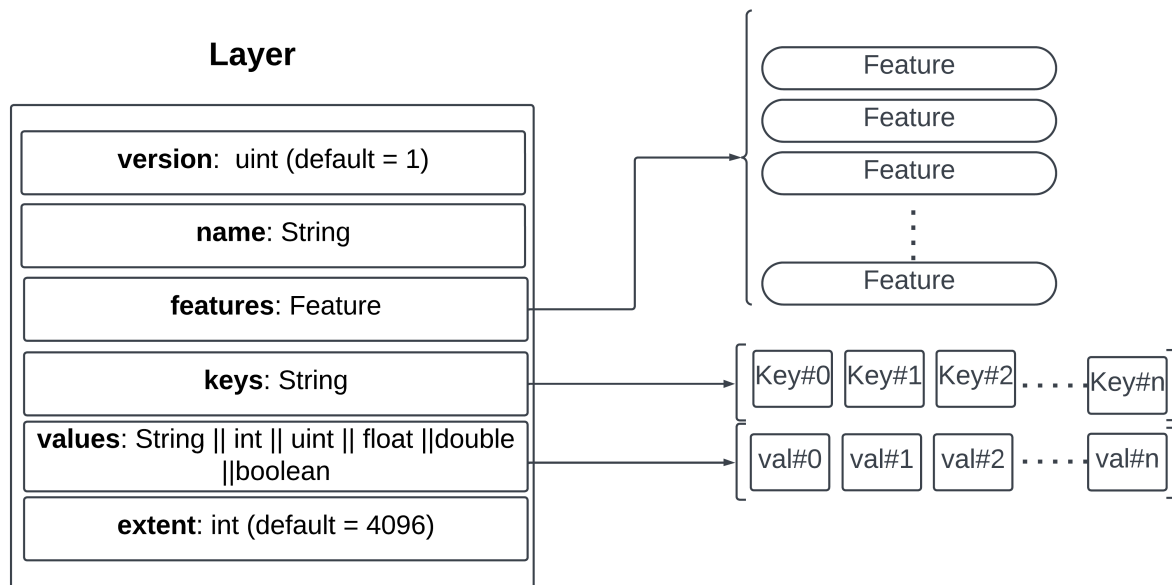 Layer
version:  uint (default = 1)
name: String
features: Feature
keys: String
values: String || int || uint || float ||double
||boolean
extent: int (default = 4096)
Feature
Feature
Feature
Feature
Key#0 Key#1 Key#2 Key#n
val#0 val#1 val#2 val#n